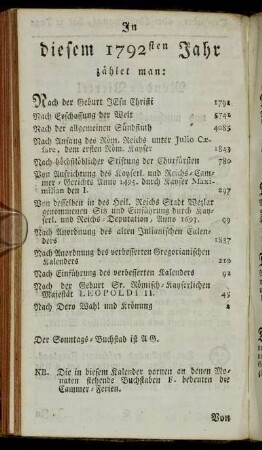 In
diesem 1792sten Jahr
zählet man:
Nach der Geburt JEsu Christi 1792
Nach Erschaffung der Welt 5741
Nach der allgemeinen Sündfluth 4085
Nach Anfang des Röm. Reichs unter Julio Cæ-
sare, dem ersten Röm. Kayser 1843
Nach höchstlöblicher Stiftung der Churfürsten 780
Von Aufrichtung des Kayserl. und Reichs-Cam-
mer-Gerichts Anno 1495. durch Kayser Maxi-
milian den I. 297
Von desselben in des Heil. Reichs Stadt Wezlar
genommenen Sitz und Einführung durch Kay-
serl. und Reichs-Deputation, Anno 1693. 99
Nach Anordnung des alten Julianischen Calen-
ders 1837
Nach Anordnung des verbesserten Gregorianischen
Kalenders 210
Nach Einführung des verbesserten Kalenders 92
Nach der Geburt Sr. Römisch-Kayserlichen
Majestät LEOPOLDI II. 45
Nach Dero Wahl und Krönung 2
Der Sonntags-Buchstab ist A G.
NB. Die in diesem Kalender vornen an denen Mo-
naten stehende Buchstaben F. bedeuten die
Cammer-Ferien.
Von